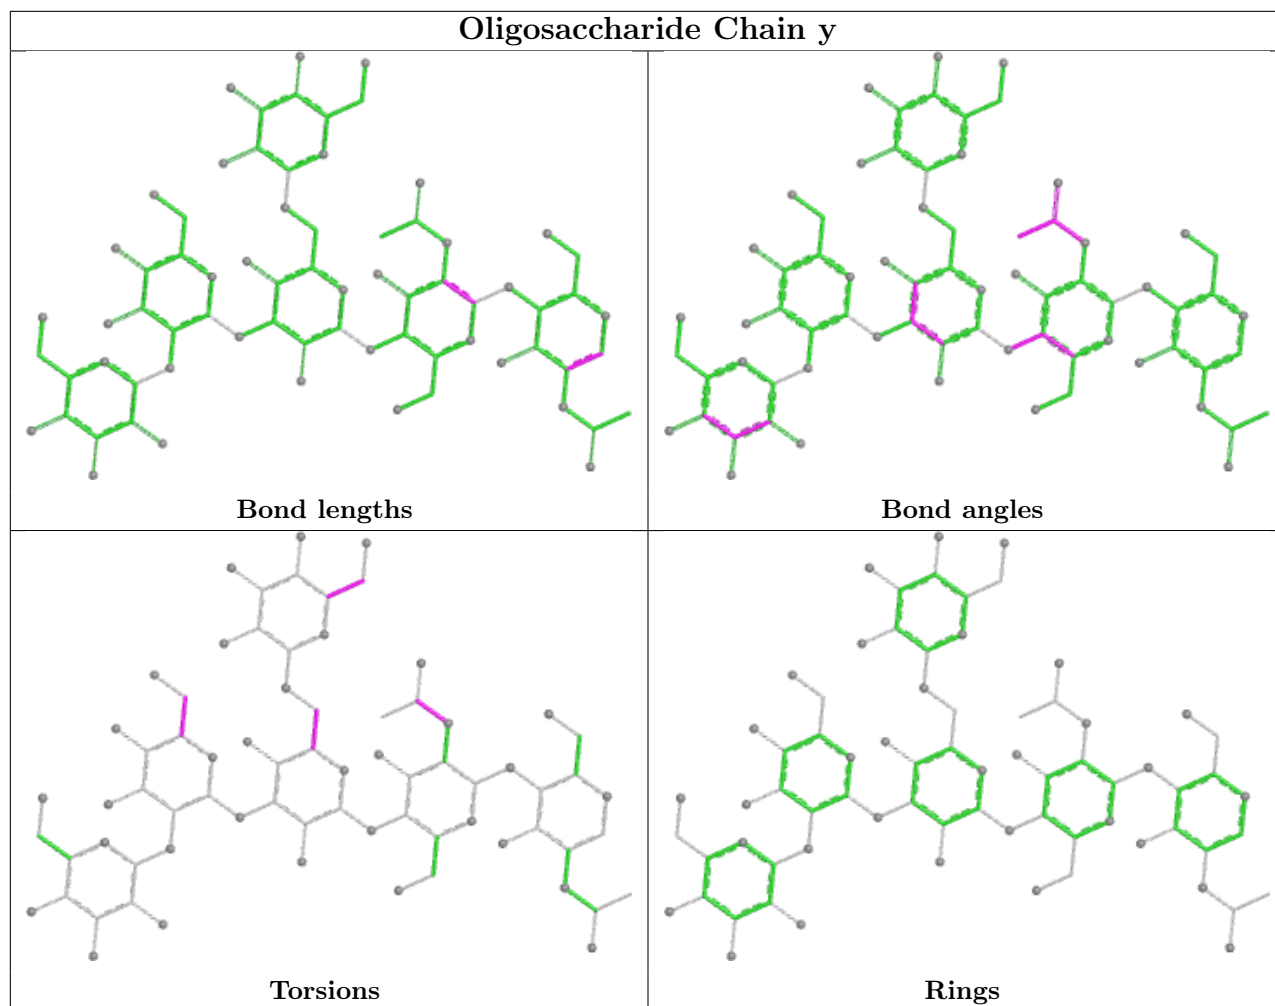 Oligosaccharide Chain y
Bond lengths
Bond angles
Torsions
Rings